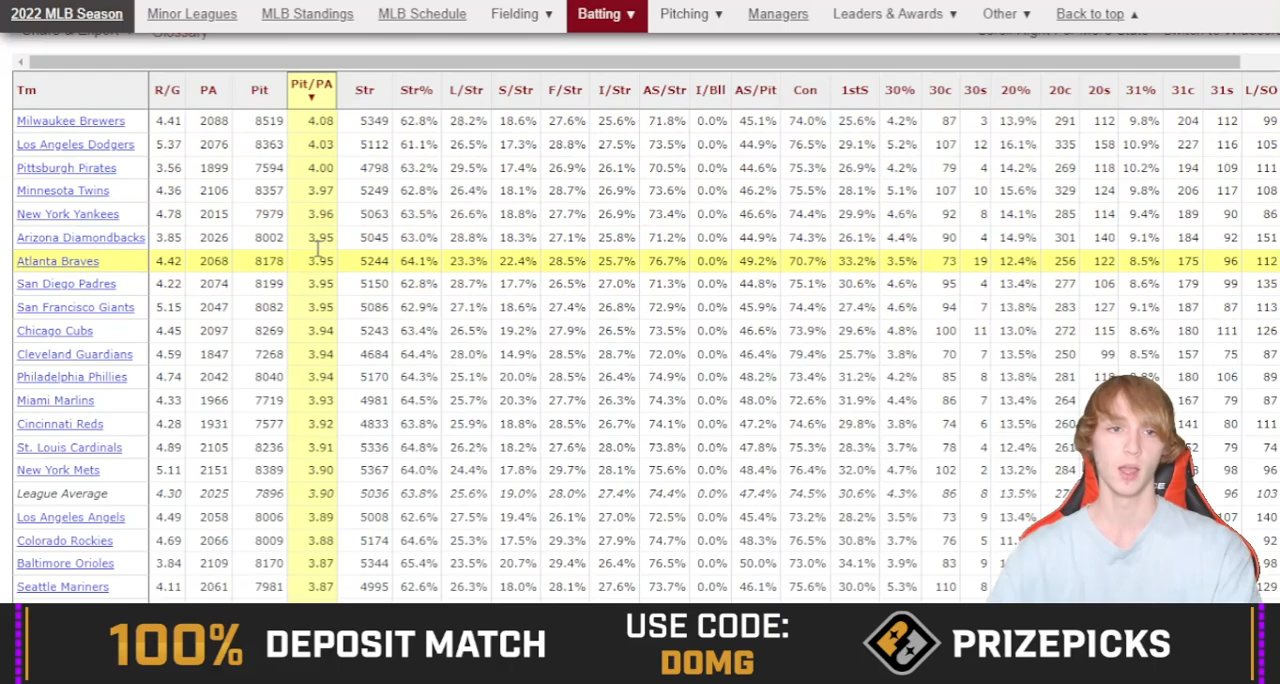 2022 MLB Season Minor Leagues MLB Standings MLB Schedule Fielding ▼ Batting ▼ Pitching ▼ Managers Leaders & Awards ▼ Other ▼ Back to top ▲
Glossary
Tm R/G PA Pit Pit/PA ▼ Str Str% L/Str S/Str F/Str I/Str AS/Str I/Bll AS/Pit Con 1stS 30% 30c 30s 20% 20c 20s 31% 31c 31s L/SO
Milwaukee Brewers 4.41 2088 8519 4.08 5349 62.8% 28.2% 18.6% 27.6% 25.6% 71.8% 0.0% 45.1% 74.0% 25.6% 4.2% 87 3 13.9% 291 112 9.8% 204 112 99
Los Angeles Dodgers 5.37 2076 8363 4.03 5112 61.1% 26.5% 17.3% 28.8% 27.5% 73.5% 0.0% 44.9% 76.5% 29.1% 5.2% 107 12 16.1% 335 158 10.9% 227 116 105
Pittsburgh Pirates 3.56 1899 7594 4.00 4798 63.2% 29.5% 17.4% 26.9% 26.1% 70.5% 0.0% 44.6% 75.3% 26.9% 4.2% 79 4 14.2% 269 118 10.2% 194 109 111
Minnesota Twins 4.36 2106 8357 3.97 5249 62.8% 26.4% 18.1% 28.7% 26.9% 73.6% 0.0% 46.2% 75.5% 28.1% 5.1% 107 10 15.6% 329 124 9.8% 206 117 108
New York Yankees 4.78 2015 7979 3.96 5063 63.5% 26.6% 18.8% 27.7% 26.9% 73.4% 0.0% 46.6% 74.4% 29.9% 4.6% 92 8 14.1% 285 114 9.4% 189 90 86
Arizona Diamondbacks 3.85 2026 8002 3.95 5045 63.0% 28.8% 18.3% 27.1% 25.8% 71.2% 0.0% 44.9% 74.3% 26.1% 4.4% 90 4 14.9% 301 140 9.1% 184 92 151
Atlanta Braves 4.42 2068 8178 3.95 5244 64.1% 23.3% 22.4% 28.5% 25.7% 76.7% 0.0% 49.2% 70.7% 33.2% 3.5% 73 19 12.4% 256 122 8.5% 175 96 112
San Diego Padres 4.22 2074 8199 3.95 5150 62.8% 28.7% 17.7% 26.5% 27.0% 71.3% 0.0% 44.8% 75.1% 30.6% 4.6% 95 4 13.4% 277 106 8.6% 179 99 135
San Francisco Giants 5.15 2047 8082 3.95 5086 62.9% 27.1% 18.6% 27.4% 26.8% 72.9% 0.0% 45.9% 74.4% 27.4% 4.6% 94 7 13.8% 283 127 9.1% 187 87 113
Chicago Cubs 4.45 2097 8269 3.94 5243 63.4% 26.5% 19.2% 27.9% 26.5% 73.5% 0.0% 46.6% 73.9% 29.6% 4.8% 100 11 13.0% 272 115 8.6% 180 111 126
Cleveland Guardians 4.59 1847 7268 3.94 4684 64.4% 28.0% 14.9% 28.5% 28.7% 72.0% 0.0% 46.4% 79.4% 25.7% 3.8% 70 7 13.5% 250 99 8.5% 157 75 87
Philadelphia Phillies 4.74 2042 8040 3.94 5170 64.3% 25.1% 20.0% 28.5% 26.4% 74.9% 0.0% 48.2% 73.4% 31.2% 4.2% 85 8 13.8% 281 180 106 89
Miami Marlins 4.33 1966 7719 3.93 4981 64.5% 25.7% 20.3% 27.7% 26.3% 74.3% 0.0% 48.0% 72.6% 31.9% 4.4% 86 7 13.4% 264 167 79 87
Cincinnati Reds 4.28 1931 7577 3.92 4833 63.8% 25.9% 18.8% 28.5% 26.7% 74.1% 0.0% 47.2% 74.6% 29.8% 3.8% 74 6 13.5% 260 141 80 111
St. Louis Cardinals 4.89 2105 8236 3.91 5336 64.8% 26.2% 18.2% 27.6% 28.0% 73.8% 0.0% 47.8% 75.3% 28.3% 3.7% 78 4 12.4% 261 79 74
New York Mets 5.11 2151 8389 3.90 5367 64.0% 24.4% 17.8% 29.7% 28.1% 75.6% 0.0% 48.4% 76.4% 32.0% 4.7% 102 2 13.2% 284 98 96
League Average 4.30 2025 7896 3.90 5036 63.8% 25.6% 19.0% 28.0% 27.4% 74.4% 0.0% 47.4% 74.5% 30.6% 4.3% 86 8 13.5% 96 103
Los Angeles Angels 4.49 2058 8006 3.89 5008 62.6% 27.5% 19.4% 26.1% 27.0% 72.5% 0.0% 45.4% 73.2% 28.2% 3.5% 73 9 13.4% 107 140
Colorado Rockies 4.69 2066 8009 3.88 5174 64.6% 25.3% 17.5% 29.3% 27.9% 74.7% 0.0% 48.3% 76.5% 30.8% 3.7% 76 5 92
Baltimore Orioles 3.84 2109 8170 3.87 5344 65.4% 23.5% 20.7% 29.4% 26.4% 76.5% 0.0% 50.0% 73.0% 34.1% 3.9% 83 9 98
Seattle Mariners 4.11 2061 7981 3.87 4995 62.6% 26.3% 18.0% 28.1% 27.6% 73.7% 0.0% 46.1% 75.6% 30.0% 5.3% 110 8 129
100% DEPOSIT MATCH
USE CODE:
DOMG
PRIZEPICKS